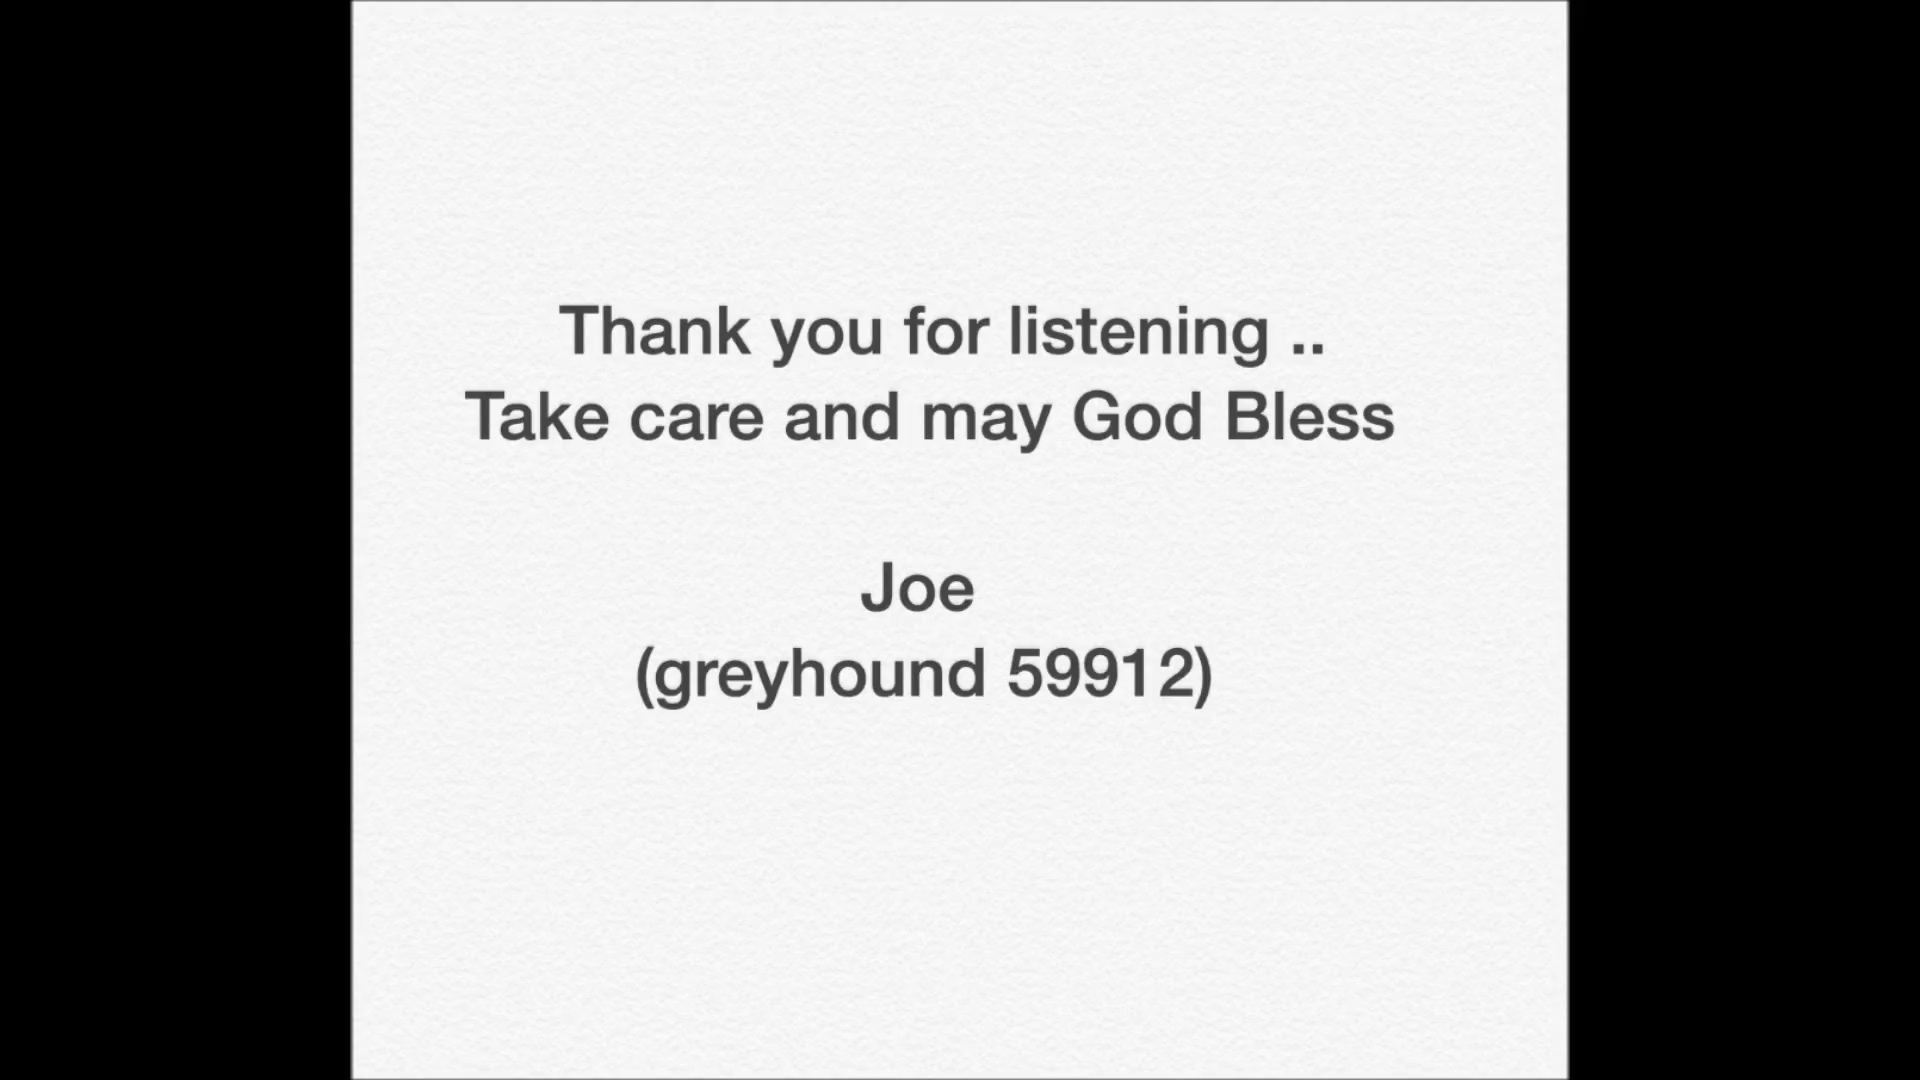 Thank you for listening ..
Take care and may God Bless
Joe
(greyhound 59912)